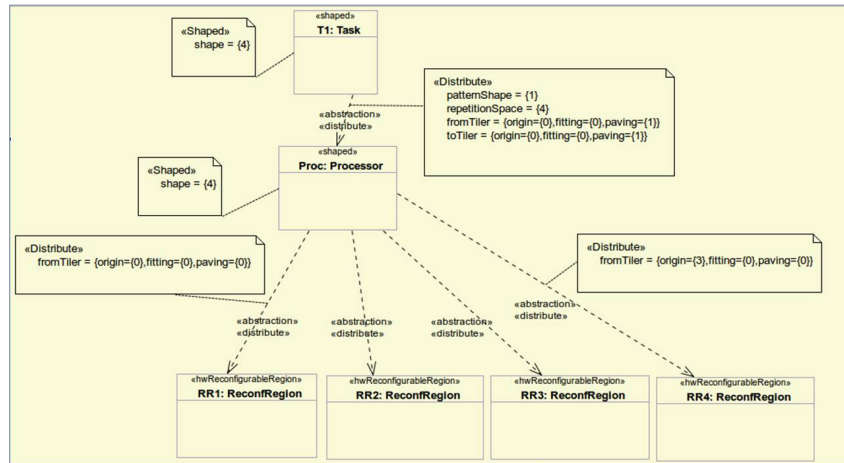 «shaped»
T1: Task
«Shaped»
shape = {4}
«Distribute»
patternShape = {1}
repetitionSpace = {4}
fromTiler = {origin={0},fitting={0},paving={1}}
toTiler = {origin={0},fitting={0},paving={1}}
«abstraction»
«distribute»
«shaped»
Proc: Processor
«Shaped»
shape = {4}
«Distribute»
fromTiler = {origin={0},fitting={0},paving={0}}
«Distribute»
fromTiler = {origin={3},fitting={0},paving={0}}
«abstraction»
«distribute»
«abstraction»
«distribute»
«abstraction»
«distribute»
«abstraction»
«distribute»
«hwReconfigurableRegion»
RR1: ReconfRegion
«hwReconfigurableRegion»
RR2: ReconfRegion
«hwReconfigurableRegion»
RR3: ReconfRegion
«hwReconfigurableRegion»
RR4: ReconfRegion